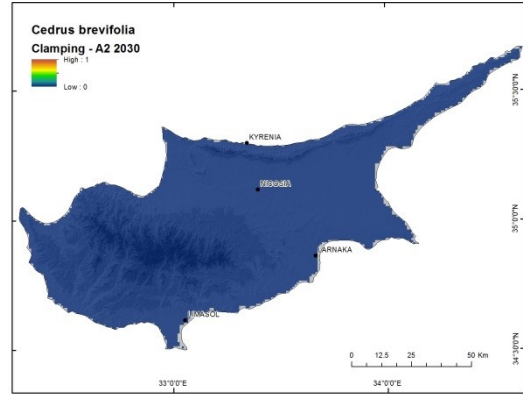 Cedrus brevifolia
Clamping - A2 2030
High : 1
Low : 0
KYRENIA
NICOSIA
ARNAKA
LIMASOL
35°30'0"N
35°0'0"N
34°30'0"N
0 12.5 25 50 Km
33°0'0"E
34°0'0"E